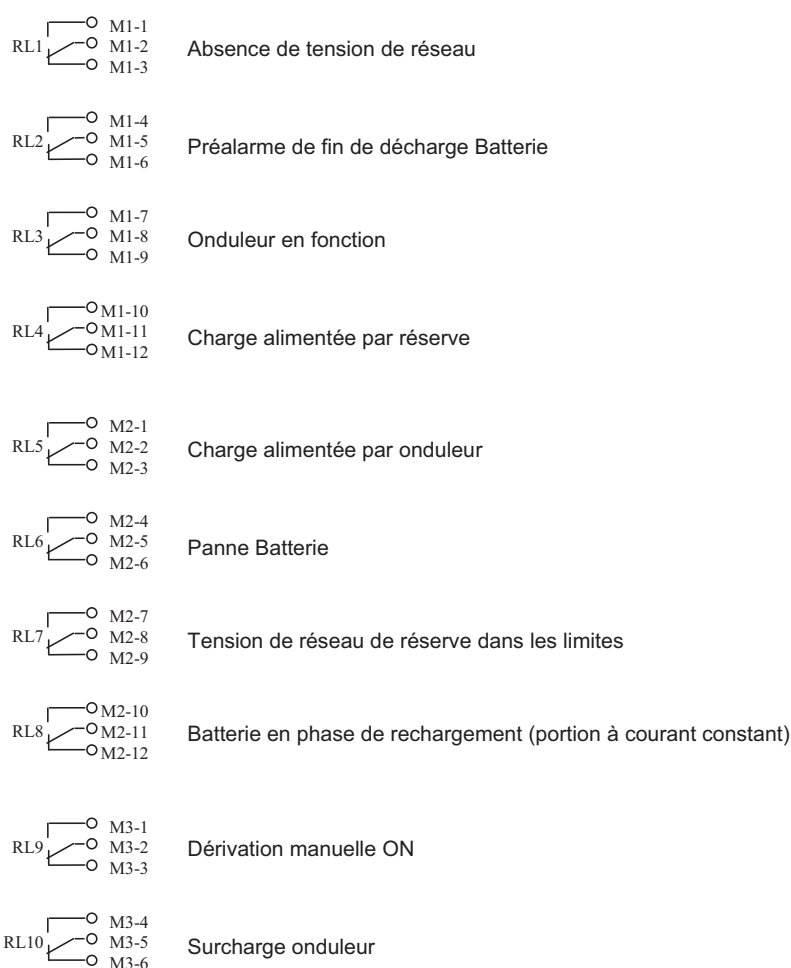 M1-1
RL1 M1-2 Absence de tension de réseau
M1-3
M1-4
RL2 M1-5 Préalarme de fin de décharge Batterie
M1-6
M1-7
RL3 M1-8 Onduleur en fonction
M1-9
M1-10
RL4 M1-11 Charge alimentée par réserve
M1-12
M2-1
RL5 M2-2 Charge alimentée par onduleur
M2-3
M2-4
RL6 M2-5 Panne Batterie
M2-6
M2-7
RL7 M2-8 Tension de réseau de réserve dans les limites
M2-9
M2-10
RL8 M2-11 Batterie en phase de rechargement (portion à courant constant)
M2-12
M3-1
RL9 M3-2 Dérivation manuelle ON
M3-3
M3-4
RL10 M3-5 Surcharge onduleur
M3-6